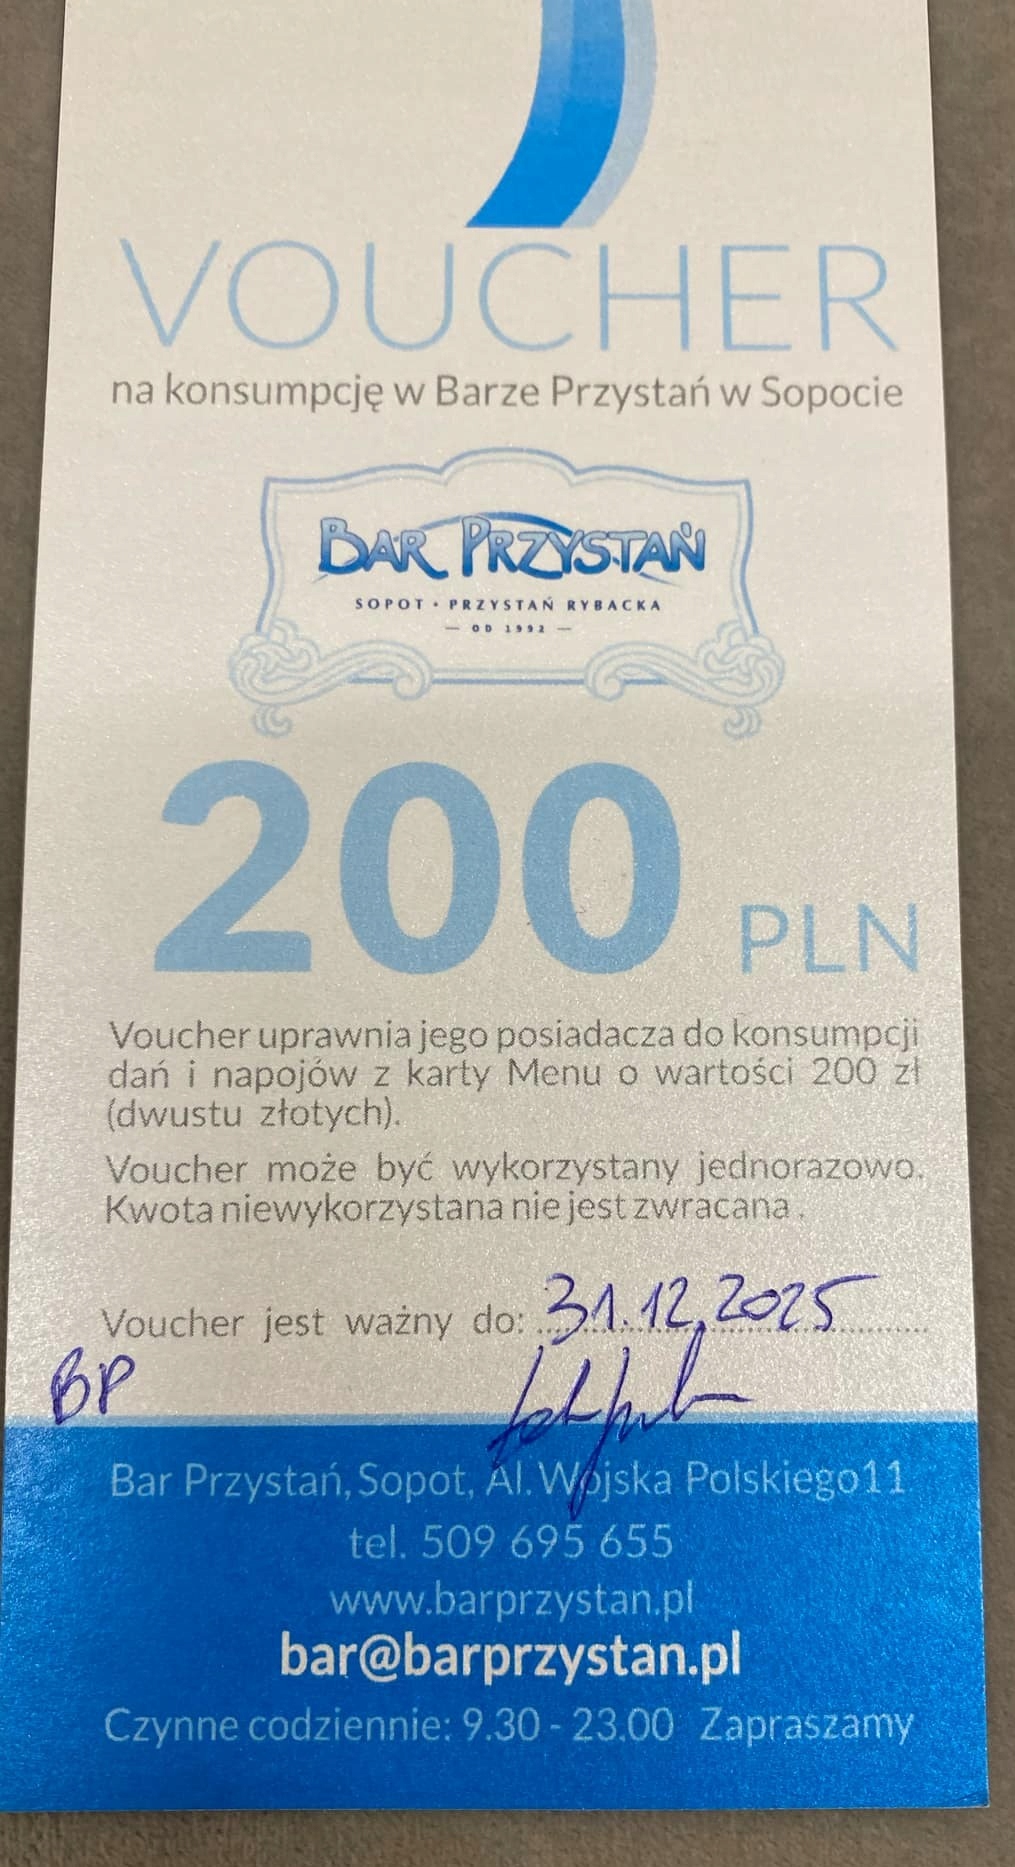 VOUCHER
na konsumpcję w Barze Przystań w Sopocie
BAR PRZYSTAŃ
SOPOT • PRZYSTAŃ RYBACKA
— OD 1992 —
200 PLN
Voucher uprawnia jego posiadacza do konsumpcji
dań i napojów z karty Menu o wartości 200 zł
(dwustu złotych).
Voucher może być wykorzystany jednorazowo.
Kwota niewykorzystana nie jest zwracana .
Voucher jest ważny do: 31.12.2025
BP
Bar Przystań, Sopot, Al. Wojska Polskiego11
tel. 509 695 655
www.barprzystan.pl
bar@barprzystan.pl
Czynne codziennie: 9.30 - 23.00 Zapraszamy